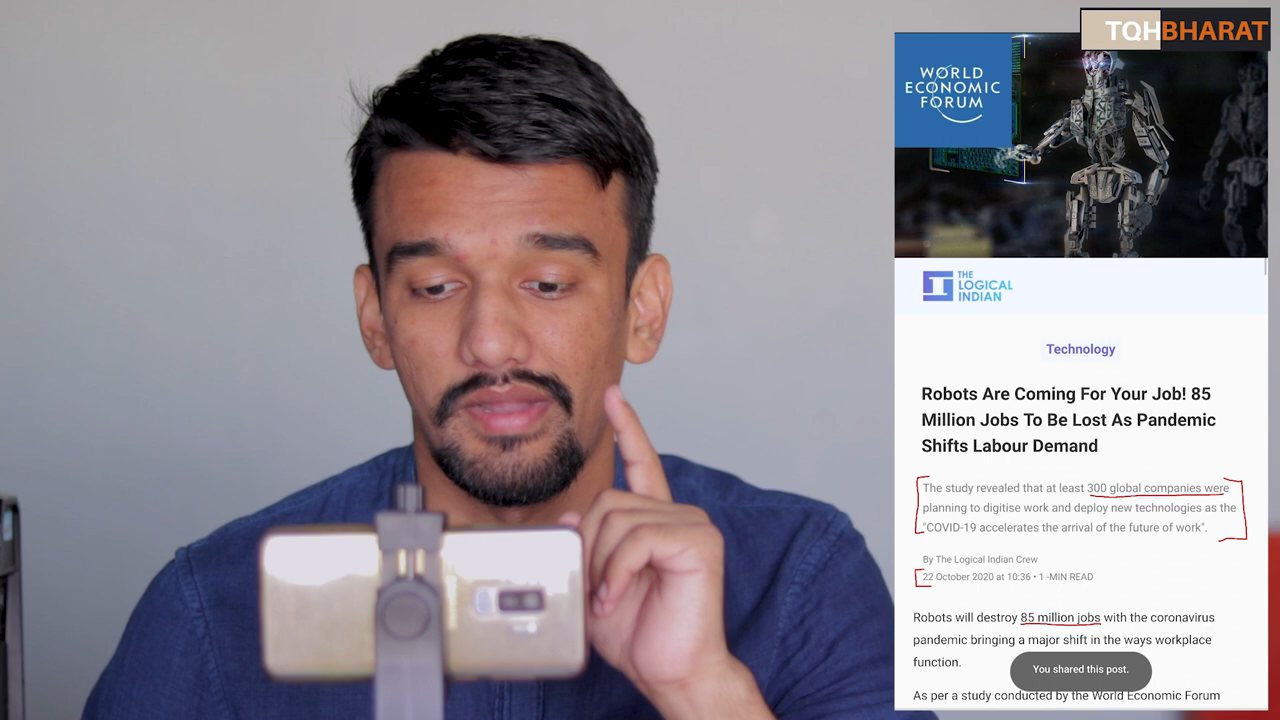 TQHBHARAT
WORLD
ECONOMIC
FORUM
THE
LOGICAL
INDIAN
Technology
Robots Are Coming For Your Job! 85
Million Jobs To Be Lost As Pandemic
Shifts Labour Demand
The study revealed that at least 300 global companies were
planning to digitise work and deploy new technologies as the
"COVID-19 accelerates the arrival of the future of work".
By The Logical Indian Crew
22 October 2020 at 10:36 • 1 -MIN READ
Robots will destroy 85 million jobs with the coronavirus
pandemic bringing a major shift in the ways workplace
function.
You shared this post.
As per a study conducted by the World Economic Forum